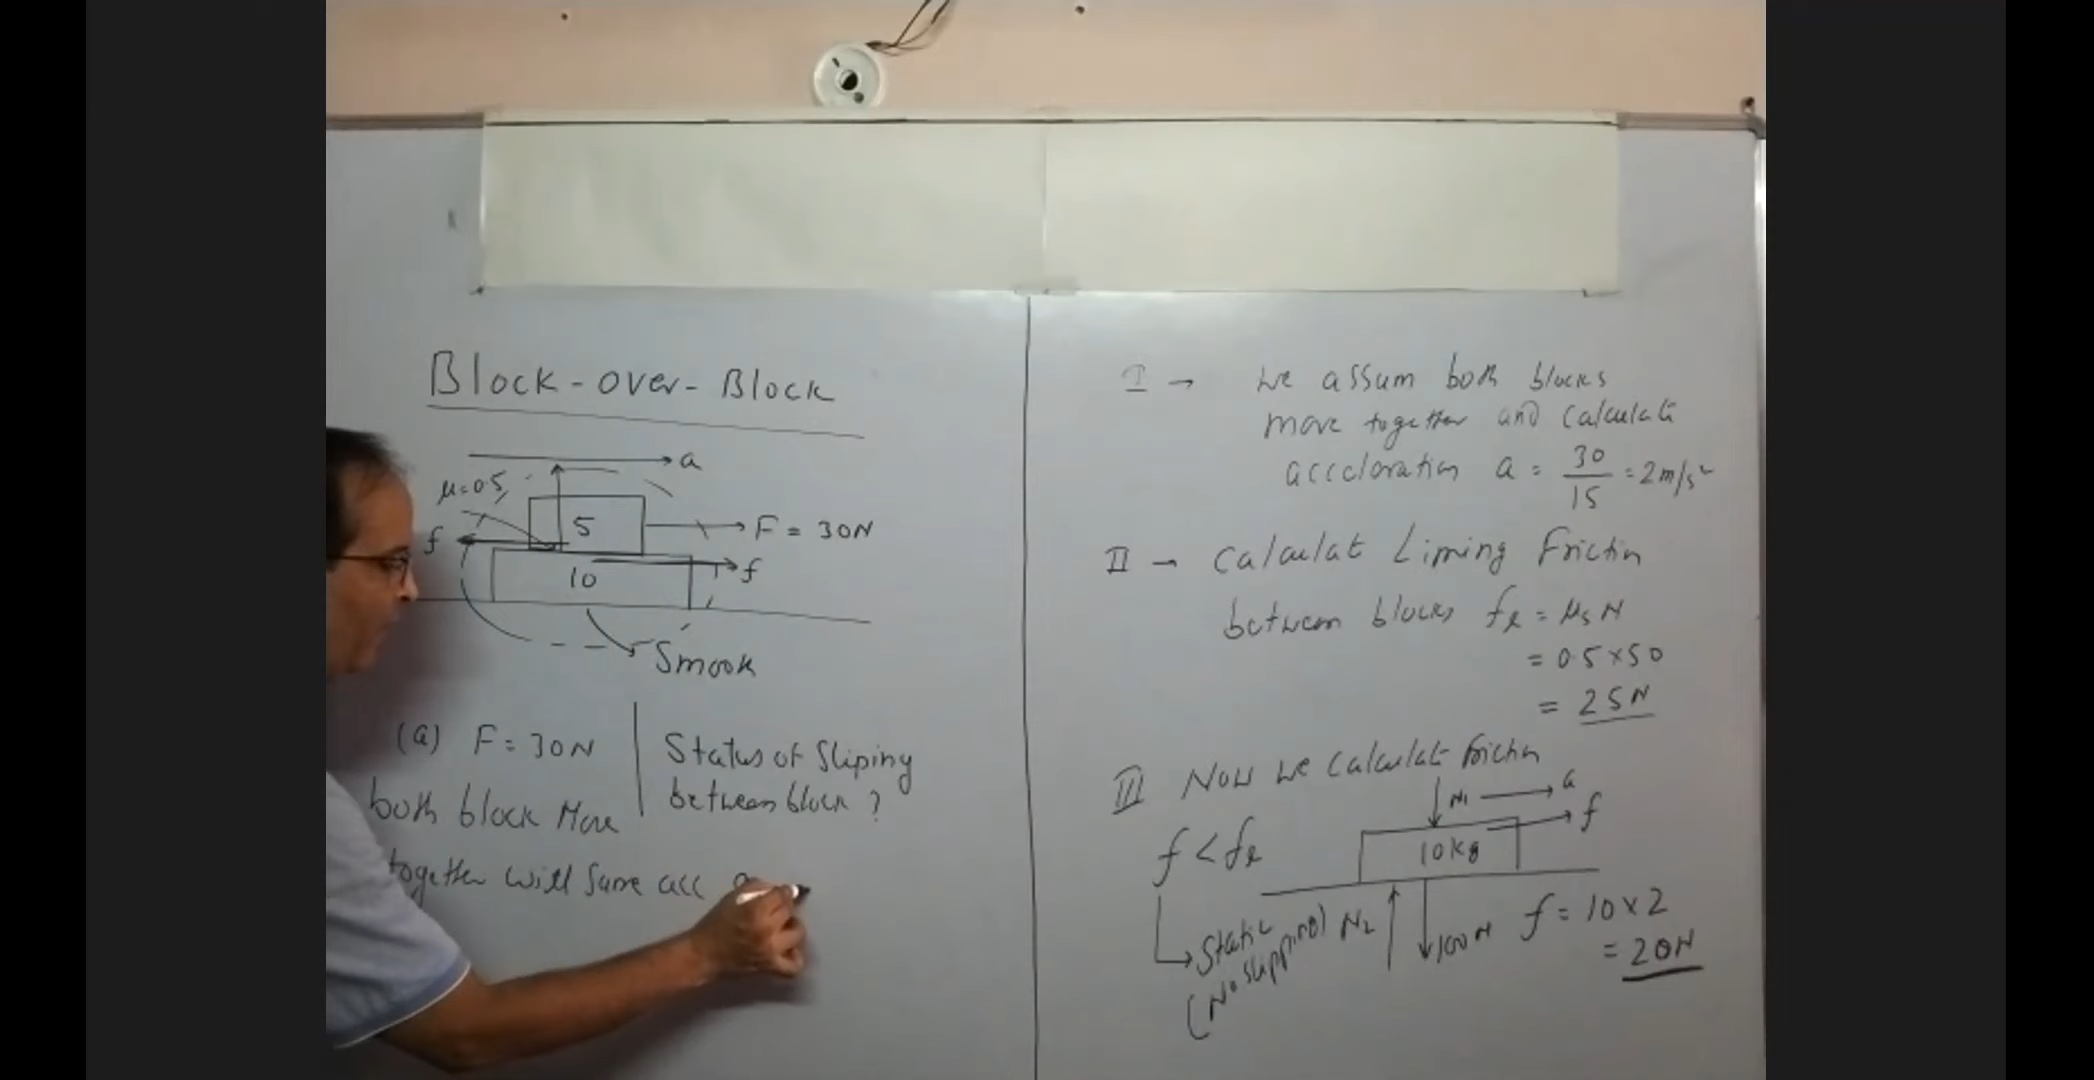 Block-over-Block
a
μ=0.5
5
F = 30N
f
f
10
Smooth
(a) F = 30N
both block Move
together will same acc a
Status of Sliping
between block ?
I → We assum both blocks
move together and calculate
accelaration a = 30/15 = 2m/s²
II → Calculat Liming Friction
between blocks fℓ = μs N
= 0.5×50
= 25N
III Now we calculate friction
N1
a
f
10kg
f < fℓ
Static
(No slipping)
N2
100N
f = 10×2
= 20N